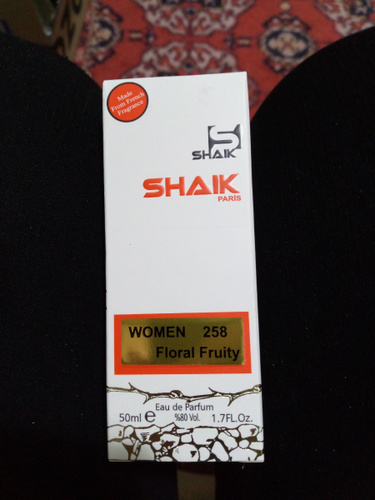 Made
From French
Fragrance
S
SHAIK
SHAIK
PARİS
WOMEN 258
Floral Fruity
Eau de Parfum
50ml e %80 Vol. 1.7FL.Oz.